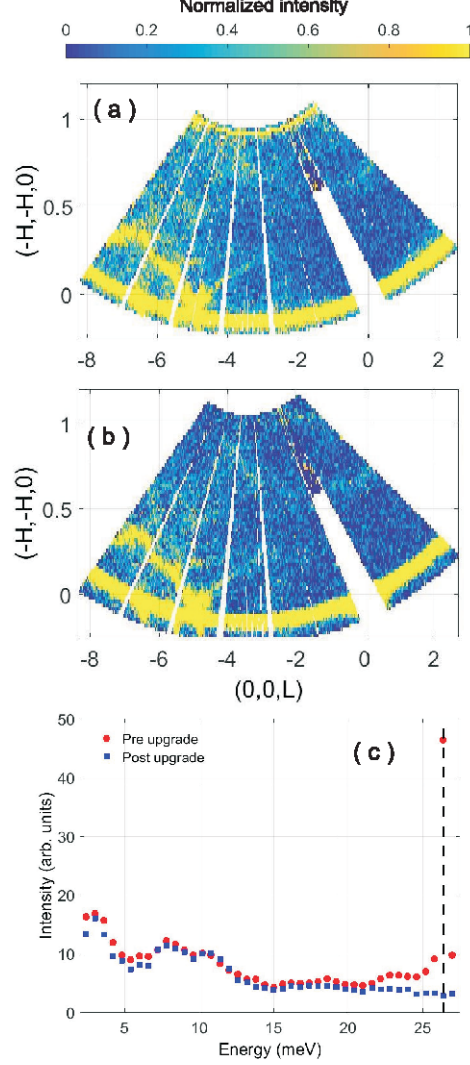 Normalized intensity
0 0.2 0.4 0.6 0.8 1
(a)
1
0.5
0
(-H,-H,0)
-8 -6 -4 -2 0 2
(b)
1
0.5
0
(-H,-H,0)
-8 -6 -4 -2 0 2
(0,0,L)
50
40
30
20
10
0
Intensity (arb. units)
Pre upgrade
Post upgrade
(c)
5 10 15 20 25
Energy (meV)